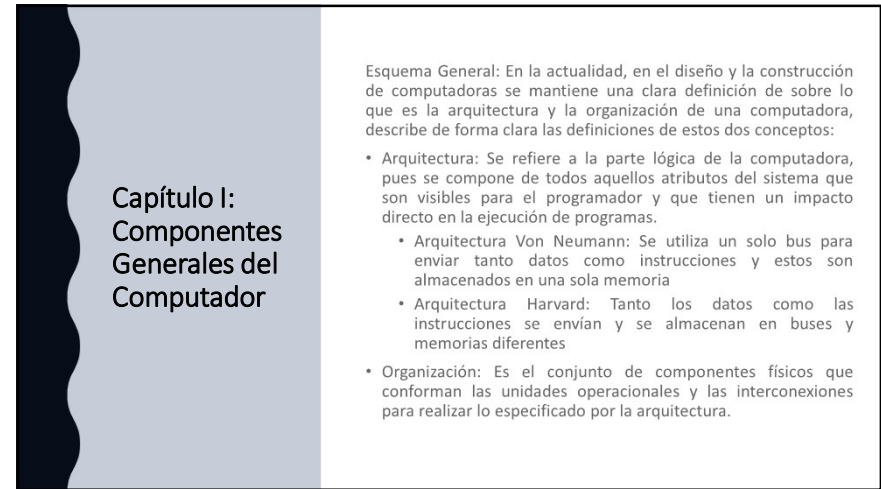 Capítulo I:
Componentes
Generales del
Computador
Esquema General: En la actualidad, en el diseño y la construcción
de computadoras se mantiene una clara definición de sobre lo
que es la arquitectura y la organización de una computadora,
describe de forma clara las definiciones de estos dos conceptos:
• Arquitectura: Se refiere a la parte lógica de la computadora,
pues se compone de todos aquellos atributos del sistema que
son visibles para el programador y que tienen un impacto
directo en la ejecución de programas.
• Arquitectura Von Neumann: Se utiliza un solo bus para
enviar tanto datos como instrucciones y estos son
almacenados en una sola memoria
• Arquitectura Harvard: Tanto los datos como las
instrucciones se envían y se almacenan en buses y
memorias diferentes
• Organización: Es el conjunto de componentes físicos que
conforman las unidades operacionales y las interconexiones
para realizar lo especificado por la arquitectura.